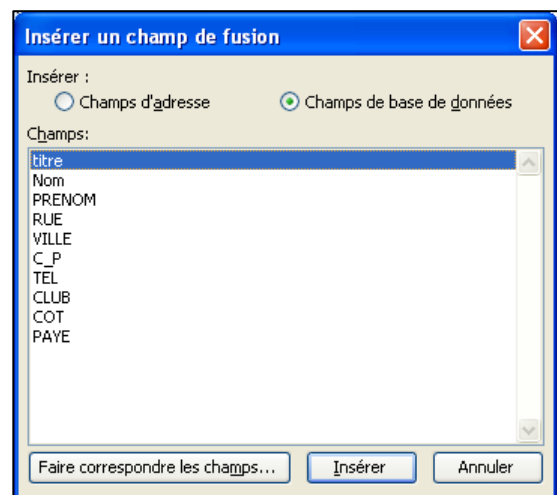 Insérer un champ de fusion
Insérer :
Champs d'adresse Champs de base de données
Champs:
titre
Nom
PRENOM
RUE
VILLE
C_P
TEL
CLUB
COT
PAYE
Faire correspondre les champs... Insérer Annuler